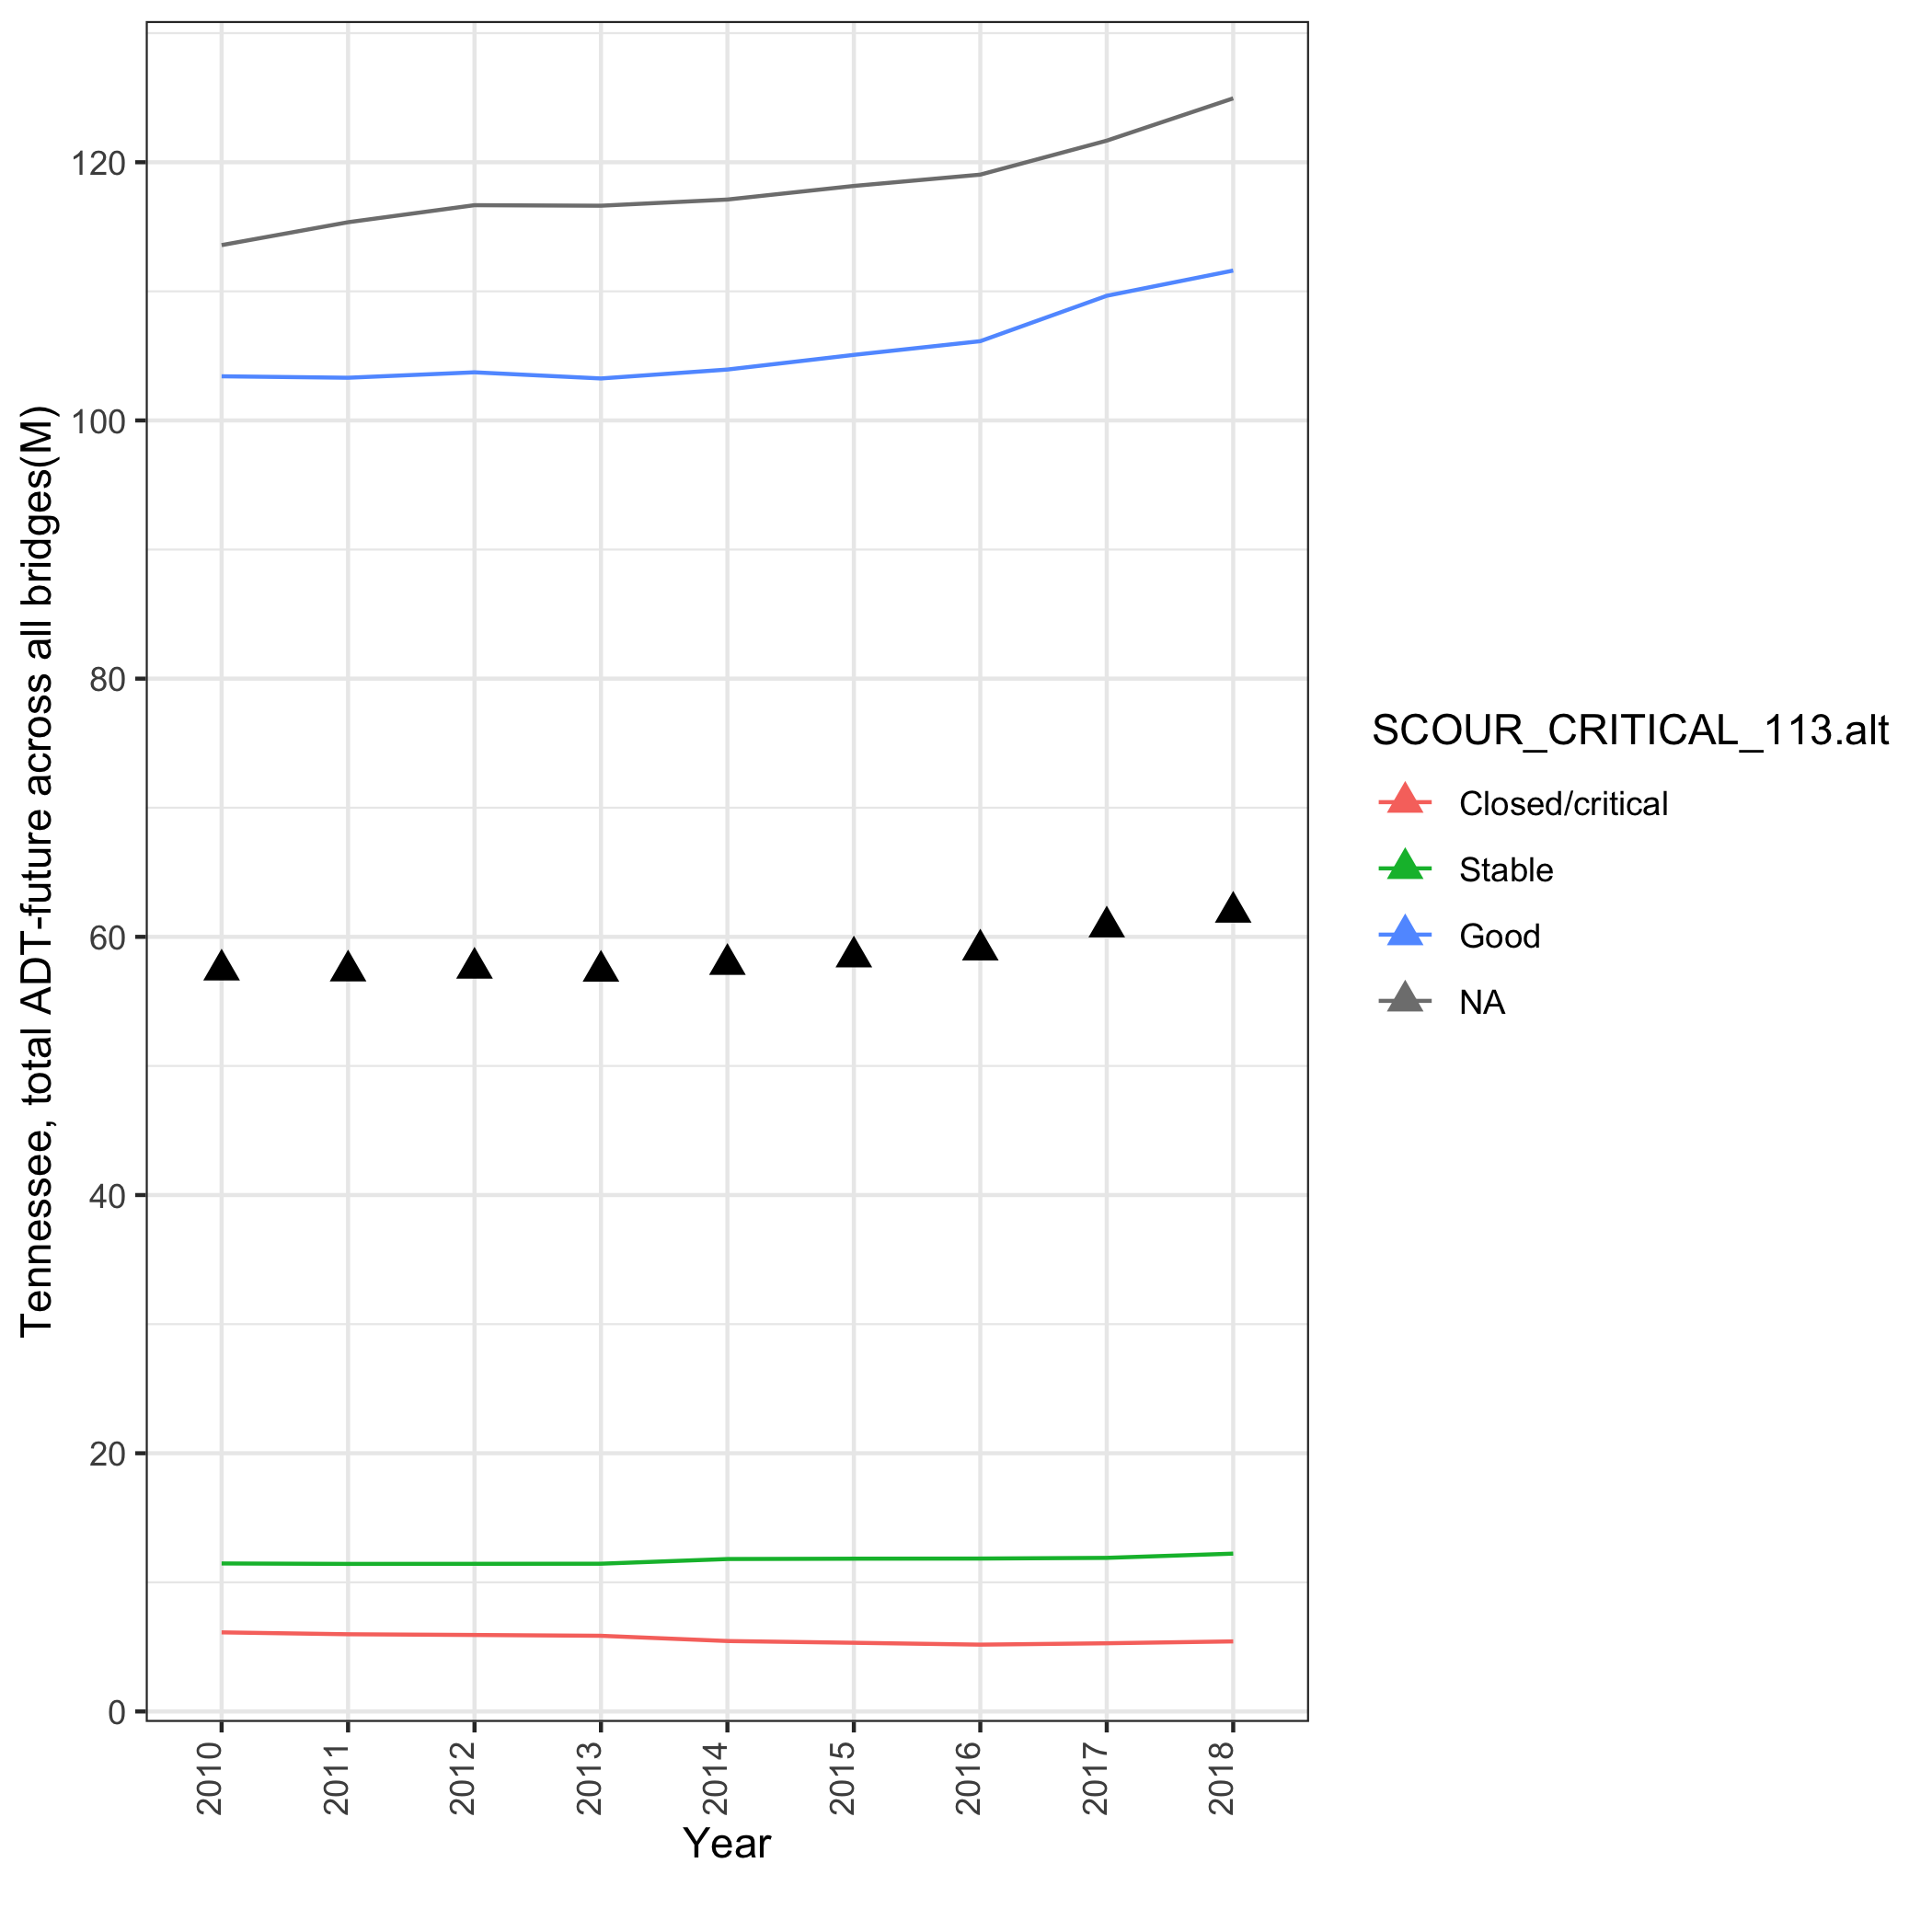 Tennessee, total ADT-future across all bridges(M)
120
100
80
60
40
20
0
2010
2011
2012
2013
2014
2015
2016
2017
2018
Year
SCOUR_CRITICAL_113.alt
Closed/critical
Stable
Good
NA